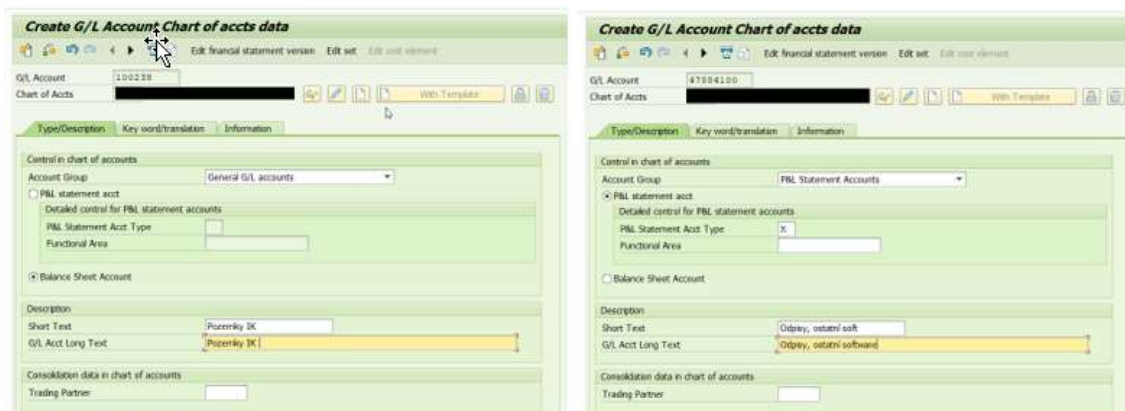 Create G/L Account Chart of accts data
Edit financial statement version Edit set Edit cost element
G/L Account 100238
Chart of Accts With Template
Type/Description Key word/translation Information
Control in chart of accounts
Account Group General G/L accounts
P&L statement acct
Detailed control for P&L statement accounts
P&L Statement Acct Type
Functional Area
Balance Sheet Account
Description
Short Text Pozemky IK
G/L Acct Long Text Pozemky IK
Consolidation data in chart of accounts
Trading Partner
Create G/L Account Chart of accts data
Edit financial statement version Edit set Edit cost element
G/L Account 47884100
Chart of Accts With Template
Type/Description Key word/translation Information
Control in chart of accounts
Account Group P&L Statement Accounts
P&L statement acct
Detailed control for P&L statement accounts
P&L Statement Acct Type X
Functional Area
Balance Sheet Account
Description
Short Text Odpisy, ostatní soft
G/L Acct Long Text Odpisy, ostatní software
Consolidation data in chart of accounts
Trading Partner